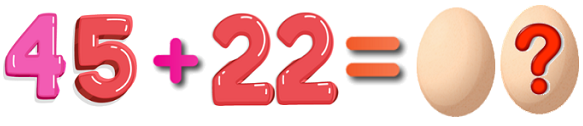 45 + 22 = ?